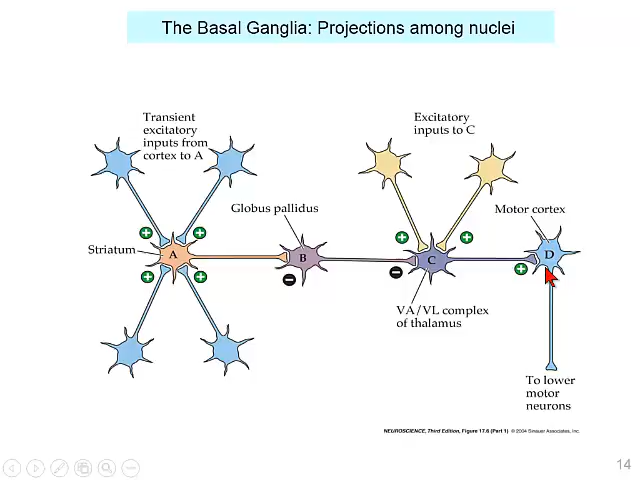 The Basal Ganglia: Projections among nuclei
Transient
excitatory
inputs from
cortex to A
Excitatory
inputs to C
Globus pallidus
Motor cortex
Striatum
A
B
C
D
+
+
+
+
+
+
+
−
−
VA/VL complex
of thalamus
To lower
motor
neurons
NEUROSCIENCE, Third Edition, Figure 17.6 (Part 1) © 2004 Sinauer Associates, Inc.
14